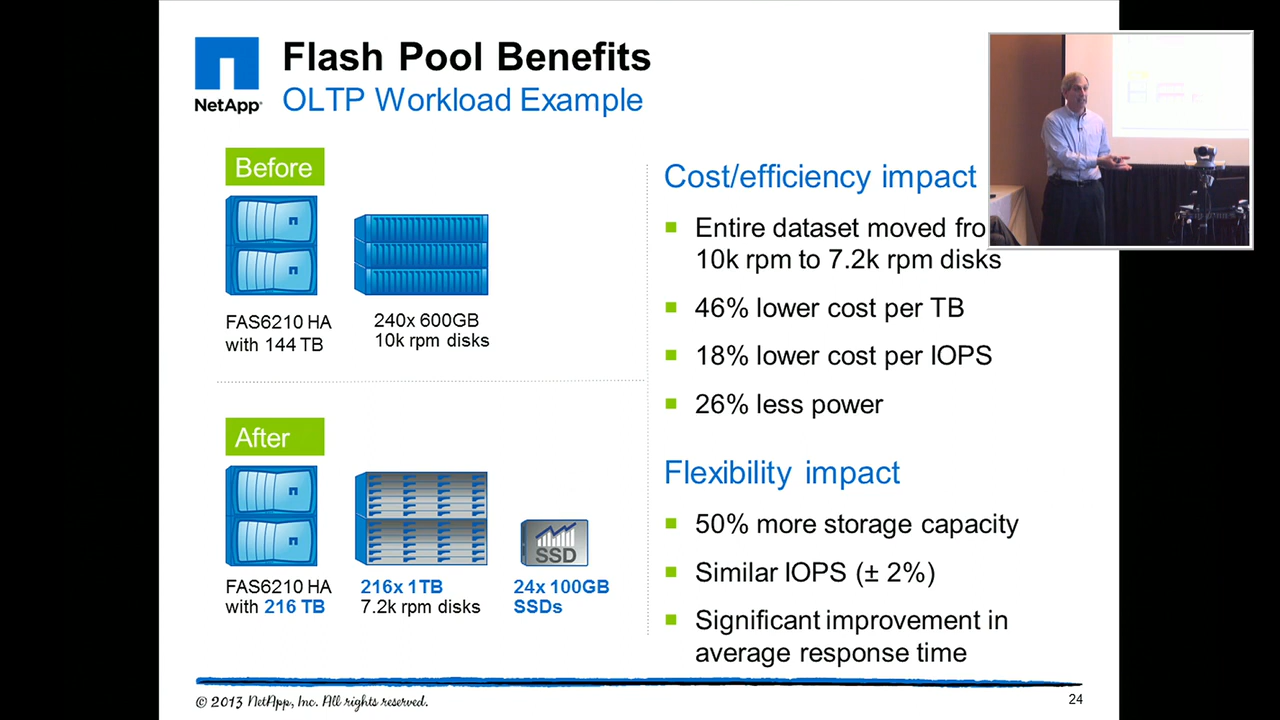 Flash Pool Benefits
OLTP Workload Example
NetApp
Before
FAS6210 HA
with 144 TB
240x 600GB
10k rpm disks
After
FAS6210 HA
with 216 TB
216x 1TB
7.2k rpm disks
SSD
24x 100GB
SSDs
Cost/efficiency impact
Entire dataset moved fro
10k rpm to 7.2k rpm disks
46% lower cost per TB
18% lower cost per IOPS
26% less power
Flexibility impact
50% more storage capacity
Similar IOPS (± 2%)
Significant improvement in
average response time
© 2013 NetApp, Inc. All rights reserved.
24